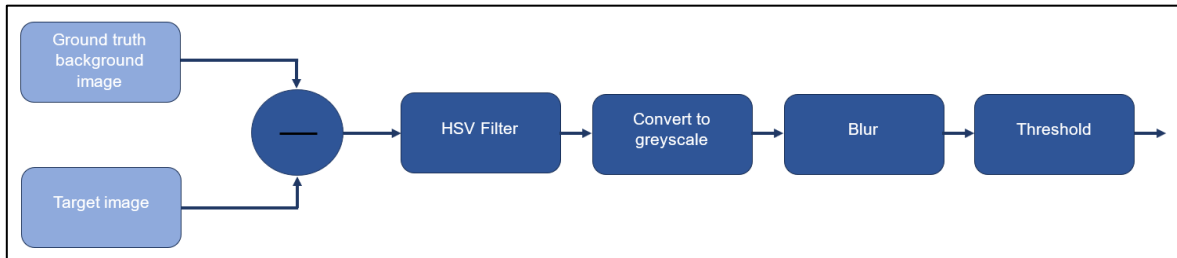 Ground truth
background
image
Target image
HSV Filter
Convert to
greyscale
Blur
Threshold